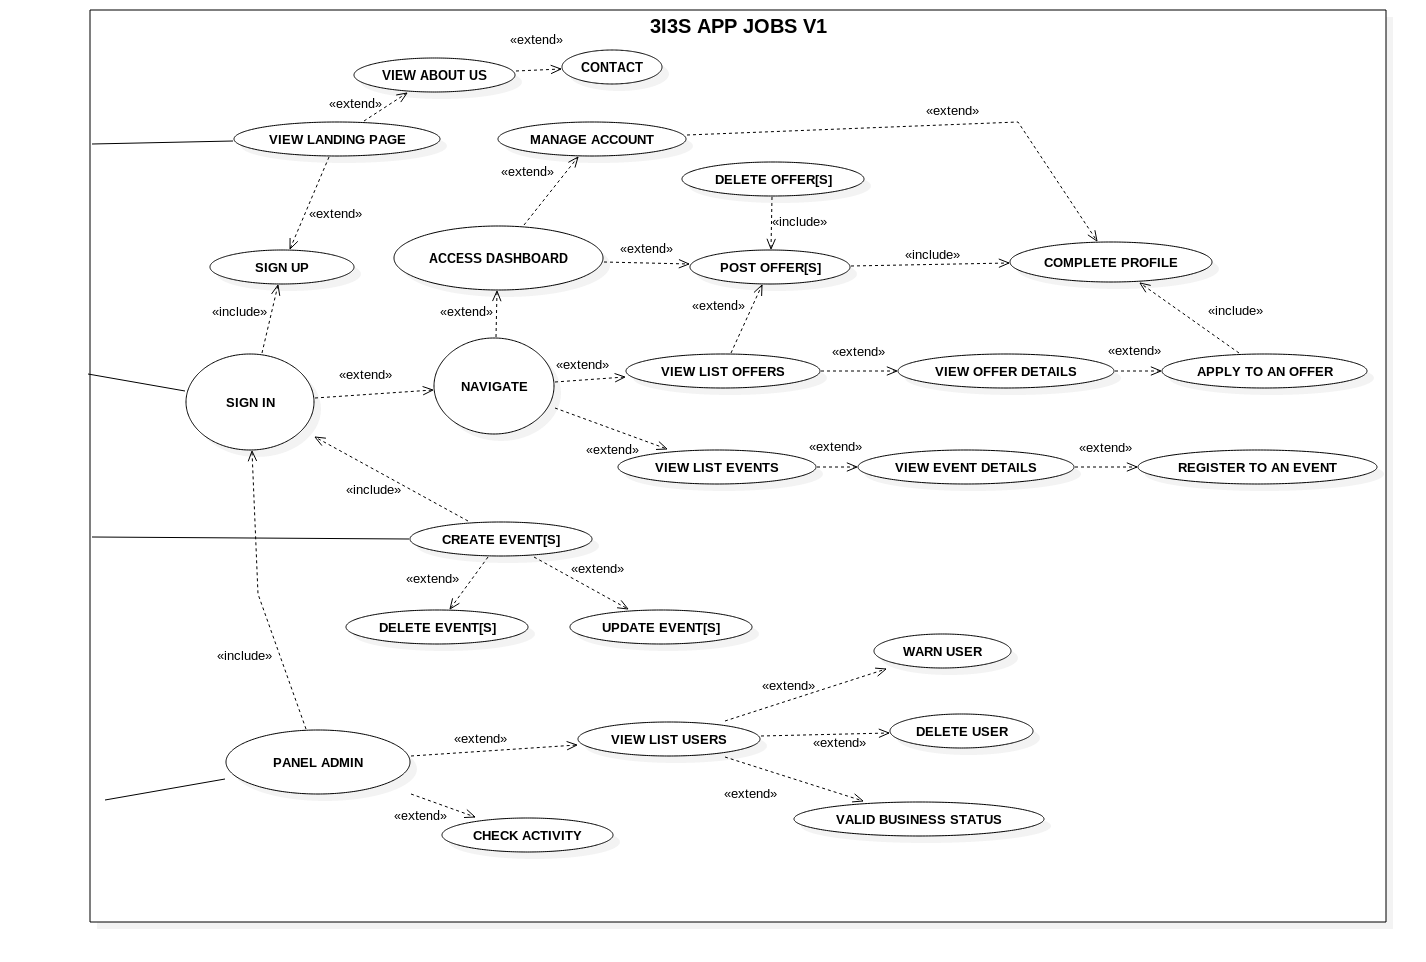 3I3S APP JOBS V1
«extend»
VIEW ABOUT US
CONTACT
«extend»
«extend»
VIEW LANDING PAGE
MANAGE ACCOUNT
«extend»
DELETE OFFER[S]
«extend»
«include»
«extend»
«include»
ACCESS DASHBOARD
SIGN UP
POST OFFER[S]
COMPLETE PROFILE
«include»
«extend»
«extend»
«include»
«extend»
«extend»
«extend»
«extend»
VIEW LIST OFFERS
VIEW OFFER DETAILS
APPLY TO AN OFFER
NAVIGATE
SIGN IN
«extend»
«extend»
«extend»
VIEW LIST EVENTS
VIEW EVENT DETAILS
REGISTER TO AN EVENT
«include»
CREATE EVENT[S]
«extend»
«extend»
DELETE EVENT[S]
UPDATE EVENT[S]
«include»
WARN USER
«extend»
DELETE USER
«extend»
VIEW LIST USERS
«extend»
PANEL ADMIN
«extend»
«extend»
VALID BUSINESS STATUS
CHECK ACTIVITY